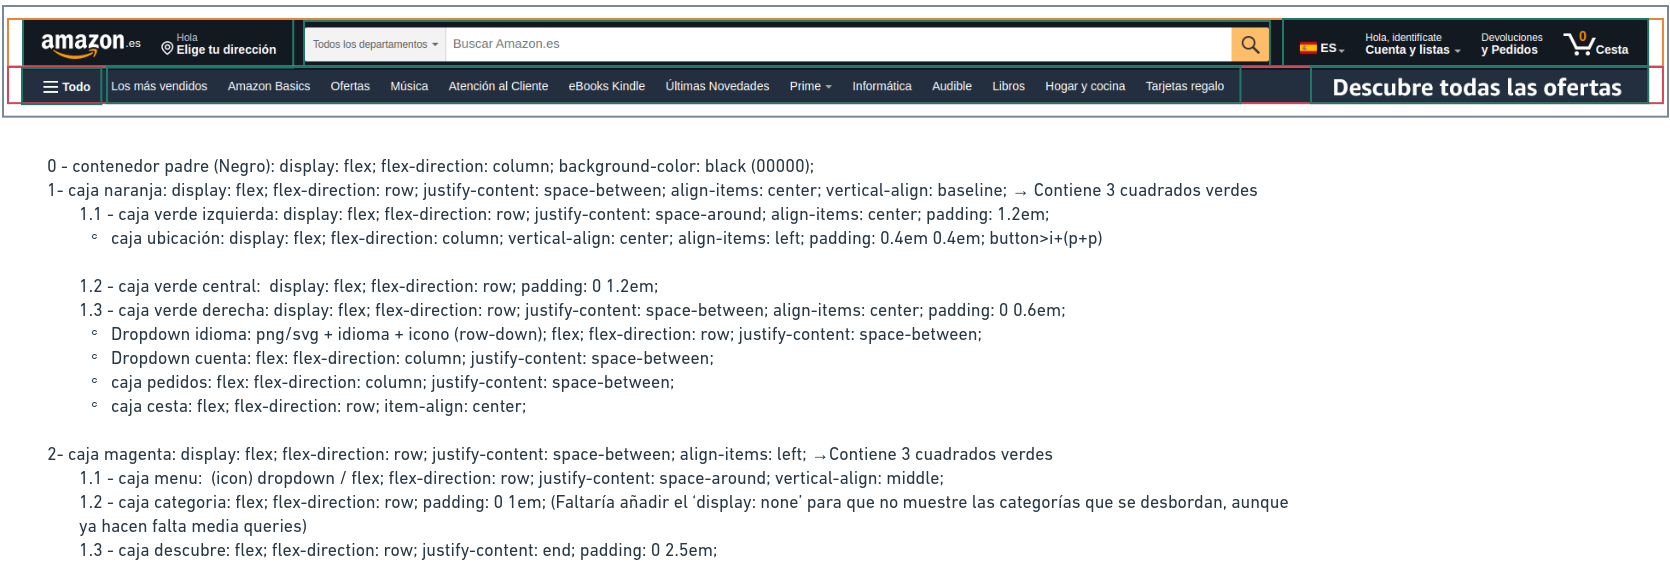 amazon.es
Hola
Elige tu dirección
Todos los departamentos
Buscar Amazon.es
ES
Hola, identifícate
Cuenta y listas
Devoluciones
y Pedidos
0
Cesta
Todo
Los más vendidos
Amazon Basics
Ofertas
Música
Atención al Cliente
eBooks Kindle
Últimas Novedades
Prime
Informática
Audible
Libros
Hogar y cocina
Tarjetas regalo
Descubre todas las ofertas
0 - contenedor padre (Negro): display: flex; flex-direction: column; background-color: black (00000);
1- caja naranja: display: flex; flex-direction: row; justify-content: space-between; align-items: center; vertical-align: baseline; → Contiene 3 cuadrados verdes
1.1 - caja verde izquierda: display: flex; flex-direction: row; justify-content: space-around; align-items: center; padding: 1.2em;
caja ubicación: display: flex; flex-direction: column; vertical-align: center; align-items: left; padding: 0.4em 0.4em; button>i+(p+p)
1.2 - caja verde central:  display: flex; flex-direction: row; padding: 0 1.2em;
1.3 - caja verde derecha: display: flex; flex-direction: row; justify-content: space-between; align-items: center; padding: 0 0.6em;
Dropdown idioma: png/svg + idioma + icono (row-down); flex; flex-direction: row; justify-content: space-between;
Dropdown cuenta: flex: flex-direction: column; justify-content: space-between;
caja pedidos: flex: flex-direction: column; justify-content: space-between;
caja cesta: flex; flex-direction: row; item-align: center;
2- caja magenta: display: flex; flex-direction: row; justify-content: space-between; align-items: left; →Contiene 3 cuadrados verdes
1.1 - caja menu:  (icon) dropdown / flex; flex-direction: row; justify-content: space-around; vertical-align: middle;
1.2 - caja categoria: flex; flex-direction: row; padding: 0 1em; (Faltaría añadir el ‘display: none’ para que no muestre las categorías que se desbordan, aunque
ya hacen falta media queries)
1.3 - caja descubre: flex; flex-direction: row; justify-content: end; padding: 0 2.5em;